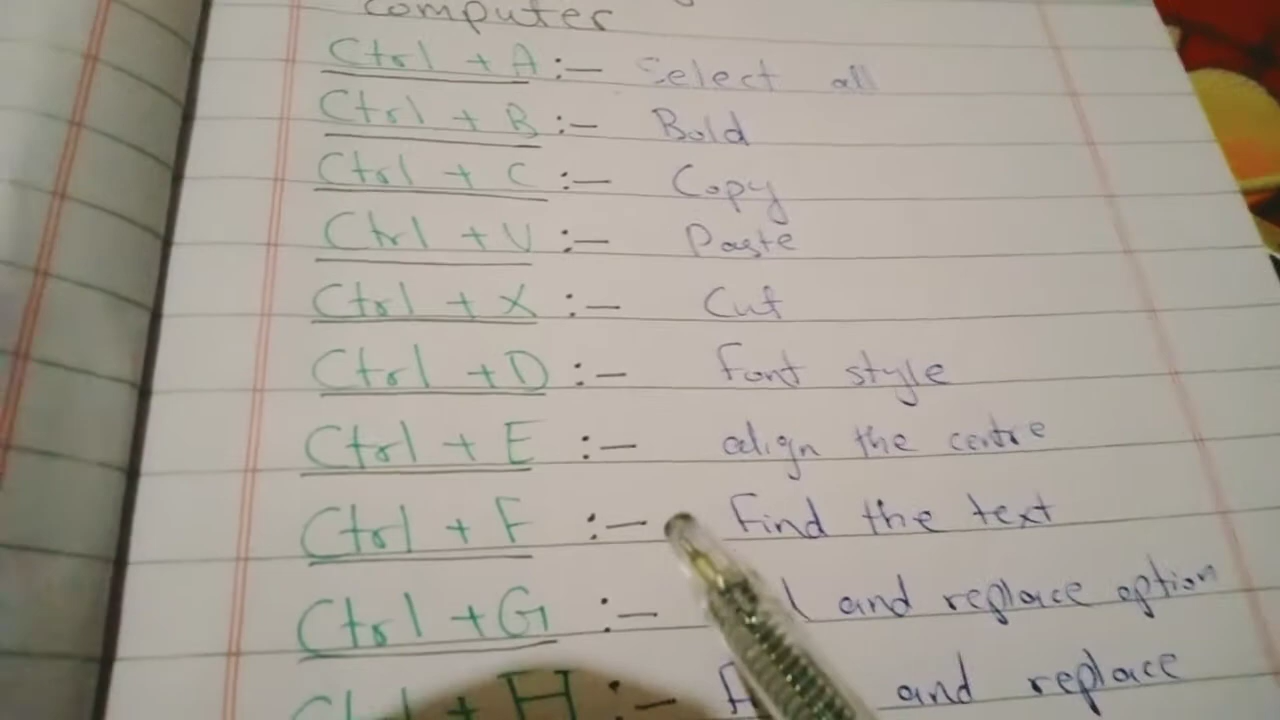 computer
Ctrl + A :- Select all
Ctrl + B :- Bold
Ctrl + C :- Copy
Ctrl + V :- Paste
Ctrl + X :- Cut
Ctrl + D :- Font style
Ctrl + E :- align the centre
Ctrl + F :- Find the text
Ctrl + G :- and replace option
Ctrl + H :- and replace